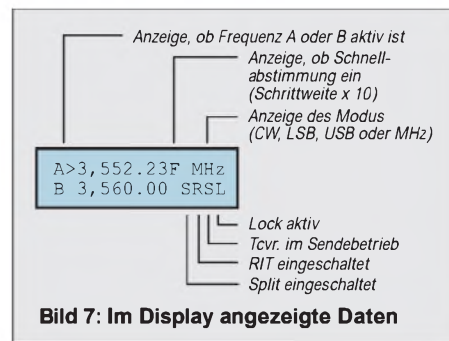 Anzeige, ob Frequenz A oder B aktiv ist
Anzeige, ob Schnell-
abstimmung ein
(Schrittweite x 10)
Anzeige des Modus
(CW, LSB, USB oder MHz)
A>3,552.23F MHz
B 3,560.00 SRSL
Lock aktiv
Tcvr. im Sendebetrieb
RIT eingeschaltet
Split eingeschaltet
Bild 7: Im Display angezeigte Daten